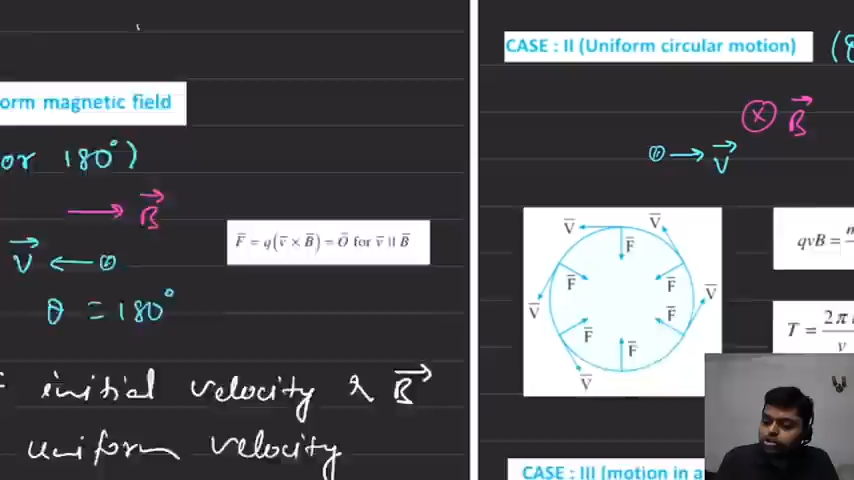 orm magnetic field
or 180°)
→ B⃗
V⃗ ←
θ = 180°
F̄ = q(v̄ × B̄) = Ō for v̄ || B̄
initial velocity & B⃗
uniform velocity
CASE : II (Uniform circular motion)
⊗ B⃗
→ V⃗
V̄ V̄
F̄
F̄ F̄
V̄ V̄
F̄ F̄
F̄
V̄
qvB =
T = 2π / v
CASE : III (motion in a